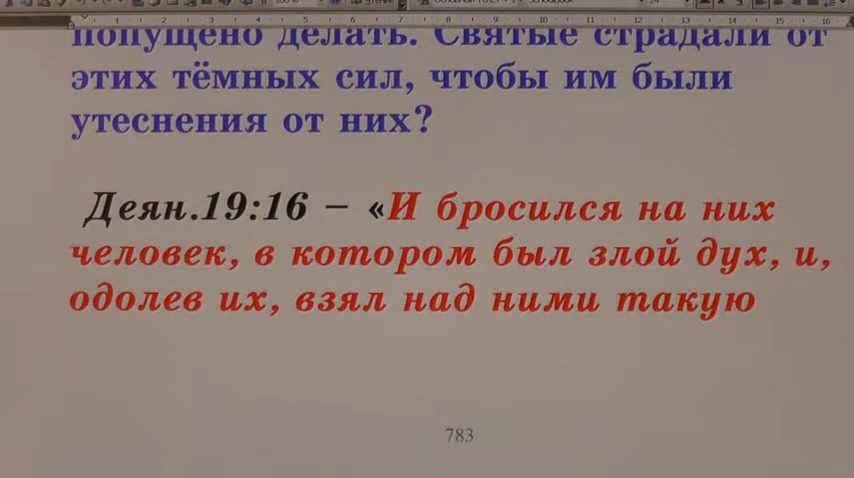 попущено делать. Святые страдали от
этих тёмных сил, чтобы им были
утеснения от них?
Деян.19:16 – «И бросился на них
человек, в котором был злой дух, и,
одолев их, взял над ними такую
783